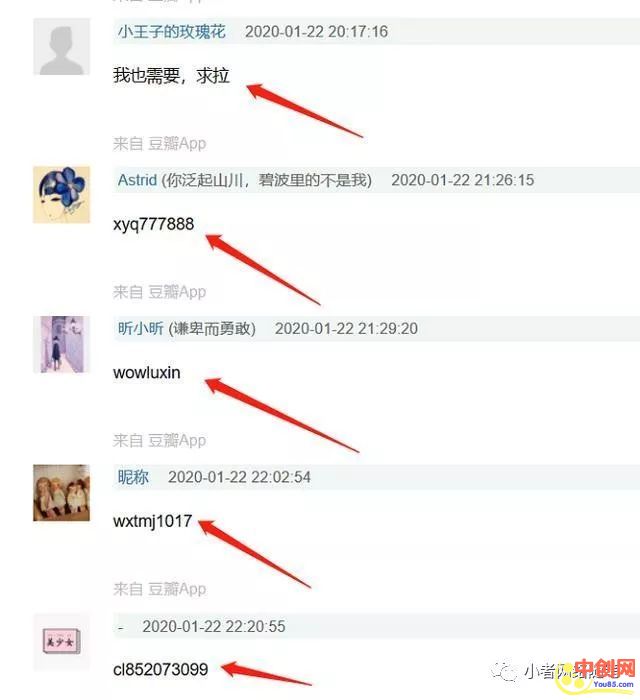 小王子的玫瑰花 2020-01-22 20:17:16
我也需要，求拉
来自 豆瓣App
Astrid (你泛起山川，碧波里的不是我) 2020-01-22 21:26:15
xyq777888
来自 豆瓣App
昕小昕 (谦卑而勇敢) 2020-01-22 21:29:20
wowluxin
来自 豆瓣App
昵称 2020-01-22 22:02:54
wxtmj1017
来自 豆瓣App
- 2020-01-22 22:20:55
美少女
cl852073099
小者网络
中创网
You85.com